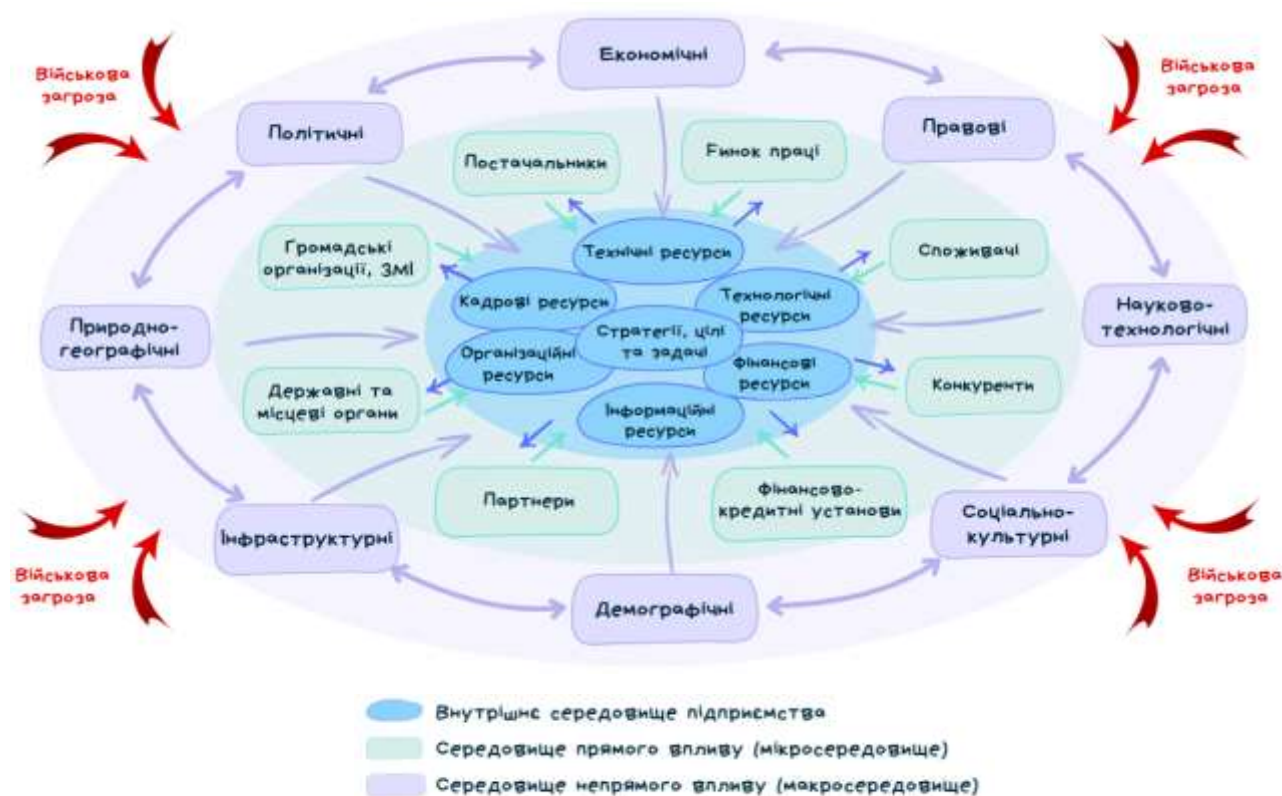 Економічні
Військова
загроза
Військова
загроза
Політичні
Правові
Постачальники
Ринок праці
Громадські
організації, ЗМІ
Технічні ресурси
Споживачі
Кадрові ресурси
Технологічні
ресурси
Природно-
географічні
Стратегії, цілі
та задачі
Науково-
технологічні
Організаційні
ресурси
Фінансові
ресурси
Державні та
місцеві органи
Конкуренти
Інформаційні
ресурси
Партнери
Фінансово-
кредитні установи
Інфраструктурні
Соціально-
культурні
Військова
загроза
Військова
загроза
Демографічні
Внутрішнє середовище підприємства
Середовище прямого впливу (мікросередовище)
Середовище непрямого впливу (макросередовище)